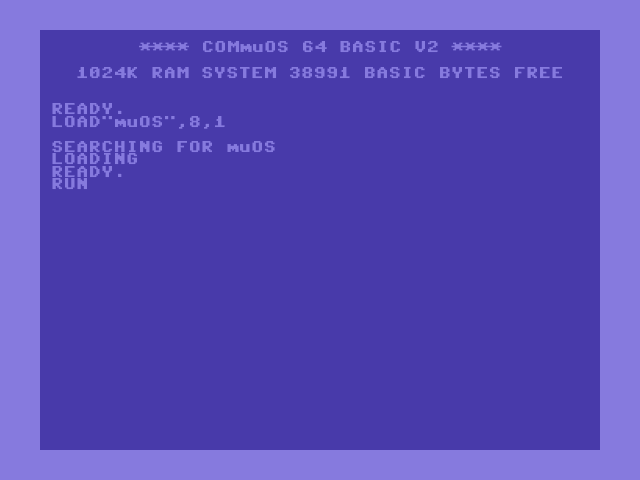 **** COMmuOS 64 BASIC V2 ****
1024K RAM SYSTEM 38991 BASIC BYTES FREE
READY.
LOAD"muOS",8,1
SEARCHING FOR muOS
LOADING
READY.
RUN